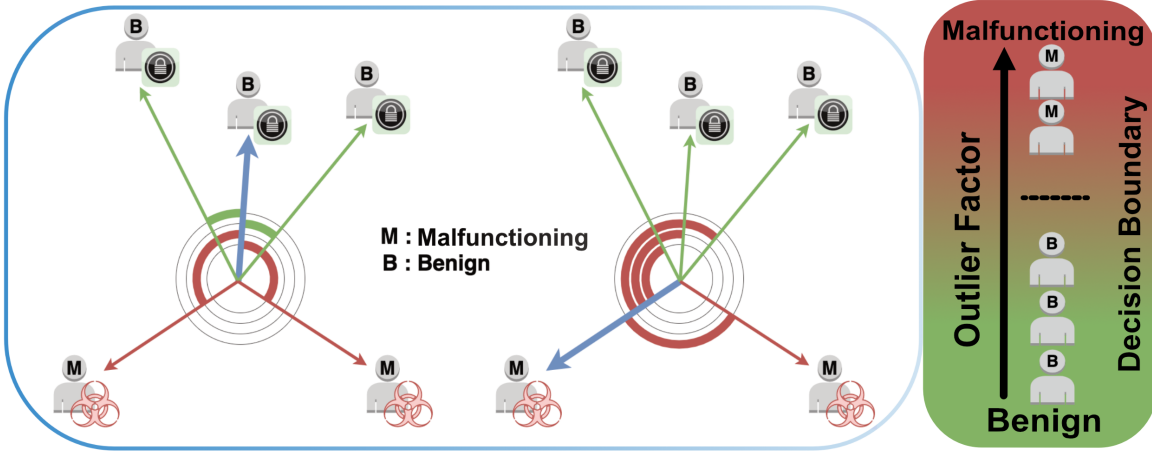 B
B
B
M : Malfunctioning
B : Benign
M
M
B
B
B
M
M
Malfunctioning
M
M
Outlier Factor
Decision Boundary
B
B
B
Benign